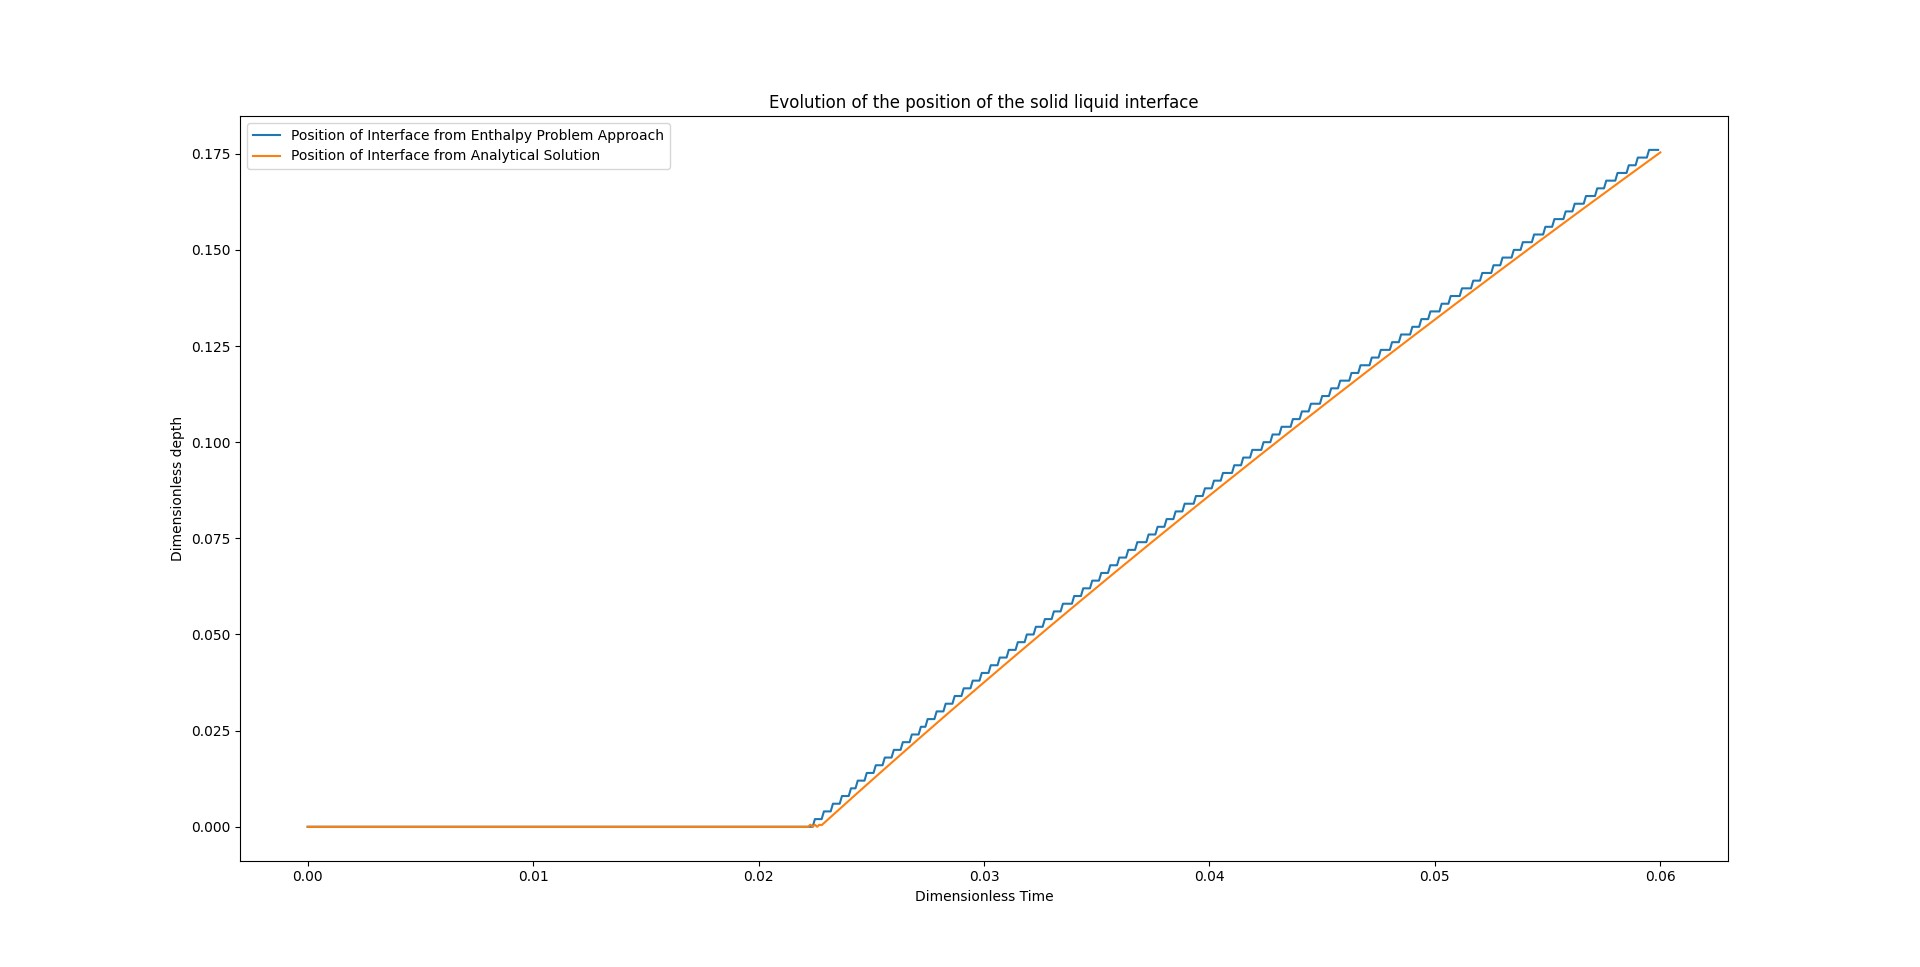 Evolution of the position of the solid liquid interface
Position of Interface from Enthalpy Problem Approach
Position of Interface from Analytical Solution
0.175
0.150
0.125
0.100
0.075
0.050
0.025
0.000
Dimensionless depth
0.00 0.01 0.02 0.03 0.04 0.05 0.06
Dimensionless Time